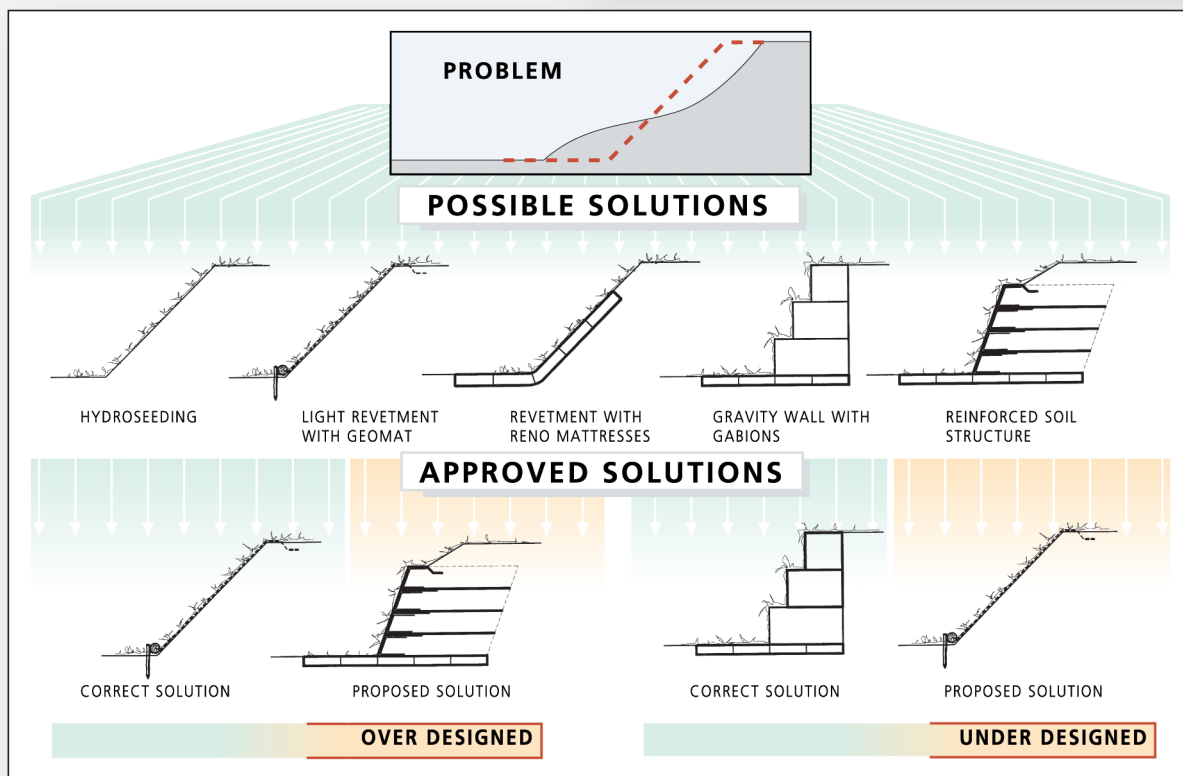 PROBLEM
POSSIBLE SOLUTIONS
HYDROSEEDING
LIGHT REVETMENT
WITH GEOMAT
REVETMENT WITH
RENO MATTRESSES
GRAVITY WALL WITH
GABIONS
REINFORCED SOIL
STRUCTURE
APPROVED SOLUTIONS
CORRECT SOLUTION
PROPOSED SOLUTION
CORRECT SOLUTION
PROPOSED SOLUTION
OVER DESIGNED
UNDER DESIGNED